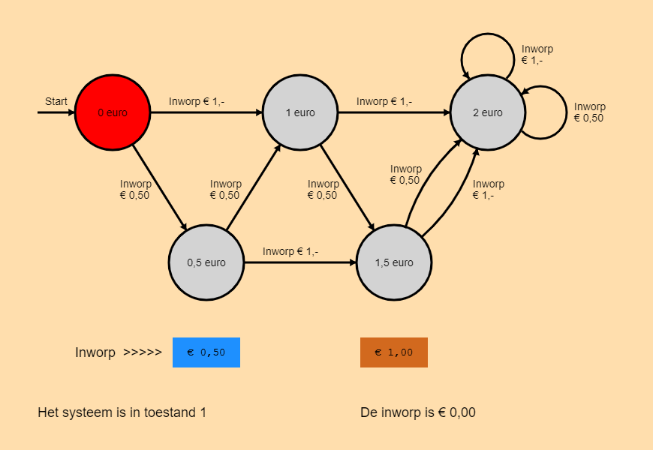 Inworp
€ 1,-
Start
Inworp € 1,-
Inworp € 1,-
Inworp
€ 0,50
0 euro
1 euro
2 euro
Inworp
€ 0,50
Inworp
€ 0,50
Inworp
€ 0,50
Inworp
€ 0,50
Inworp
€ 1,-
Inworp € 1,-
0,5 euro
1,5 euro
Inworp >>>>>
€ 0,50
€ 1,00
Het systeem is in toestand 1
De inworp is € 0,00